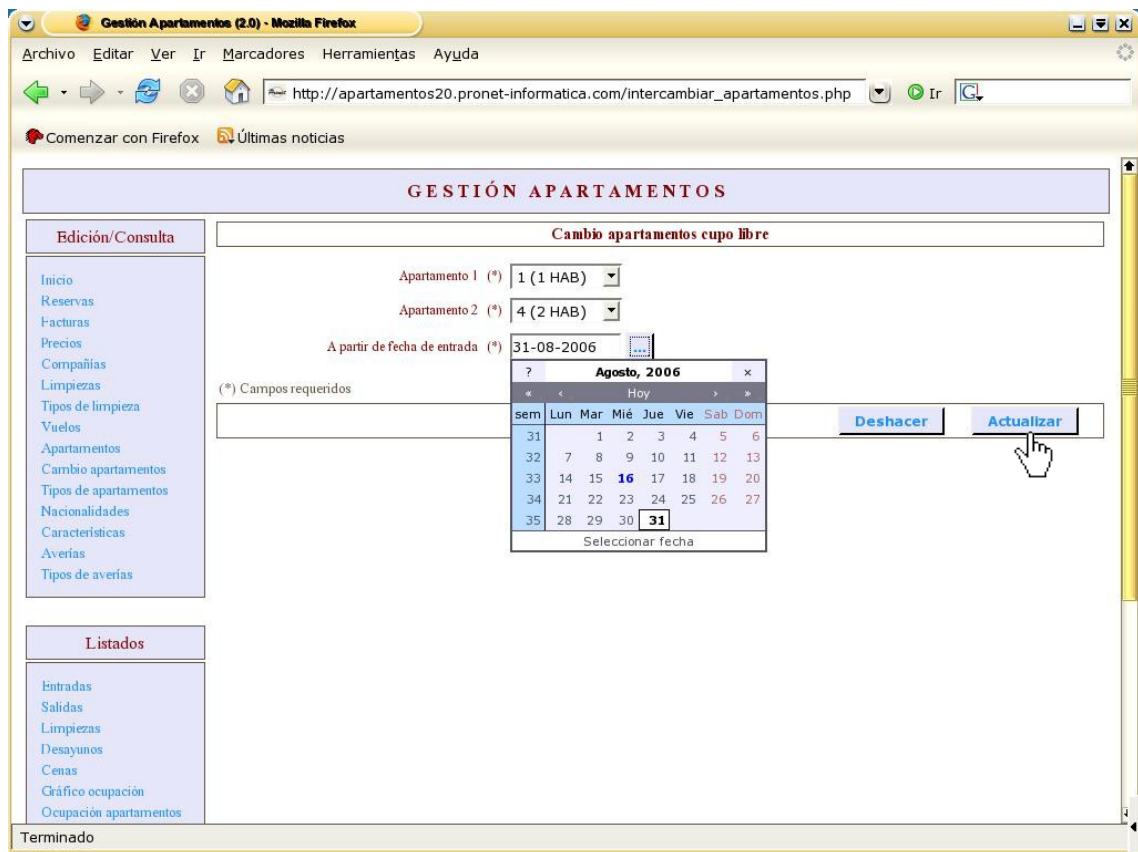 Gestión Apartamentos (2.0) - Mozilla Firefox
Archivo Editar Ver Ir Marcadores Herramientas Ayuda
http://apartamentos20.pronet-informatica.com/intercambiar_apartamentos.php Ir G
Comenzar con Firefox Últimas noticias
GESTIÓN APARTAMENTOS
Edición/Consulta
Inicio
Reservas
Facturas
Precios
Compañías
Limpiezas
Tipos de limpieza
Vuelos
Apartamentos
Cambio apartamentos
Tipos de apartamentos
Nacionalidades
Características
Averías
Tipos de averías
Listados
Entradas
Salidas
Limpiezas
Desayunos
Cenas
Gráfico ocupación
Ocupación apartamentos
Cambio apartamentos cupo libre
Apartamento 1 (*) 1 (1 HAB)
Apartamento 2 (*) 4 (2 HAB)
A partir de fecha de entrada (*) 31-08-2006 ...
(*) Campos requeridos
? Agosto, 2006 ×
« ‹ Hoy › »
sem Lun Mar Mié Jue Vie Sab Dom
31 1 2 3 4 5 6
32 7 8 9 10 11 12 13
33 14 15 16 17 18 19 20
34 21 22 23 24 25 26 27
35 28 29 30 31
Seleccionar fecha
Deshacer Actualizar
Terminado